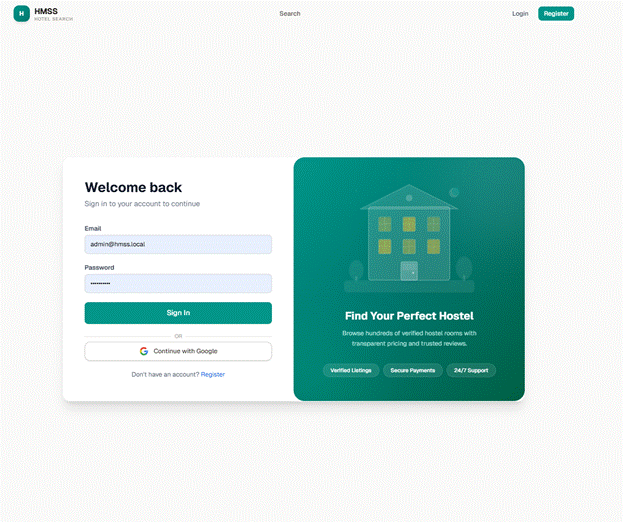 H
HMSS
HOTEL SEARCH
Search
Login
Register
Welcome back
Sign in to your account to continue
Email
admin@hmss.local
Password
••••••••••
Sign In
OR
Continue with Google
Don't have an account? Register
Find Your Perfect Hostel
Browse hundreds of verified hostel rooms with
transparent pricing and trusted reviews.
Verified Listings
Secure Payments
24/7 Support